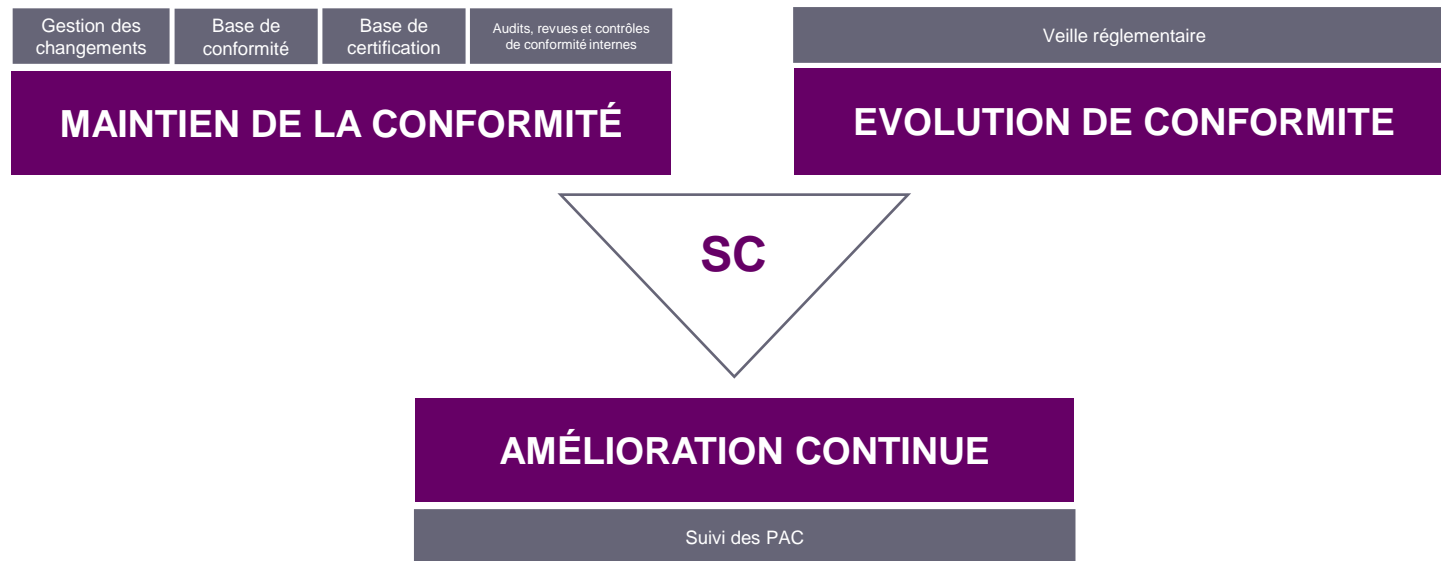 Gestion des
changements
Base de
conformité
Base de
certification
Audits, revues et contrôles
de conformité internes
MAINTIEN DE LA CONFORMITÉ
Veille réglementaire
EVOLUTION DE CONFORMITE
SC
AMÉLIORATION CONTINUE
Suivi des PAC